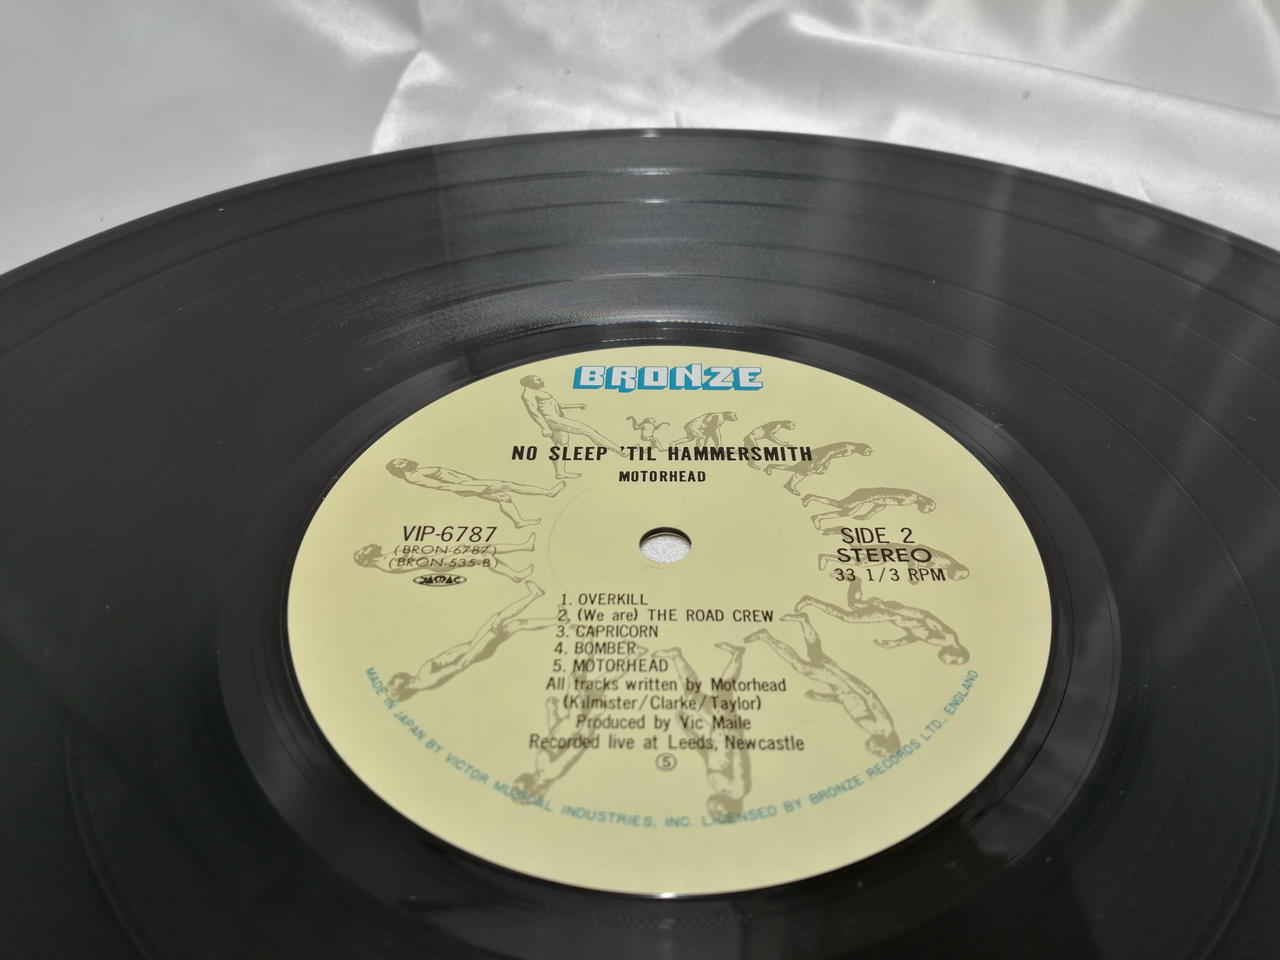 BRONZE
NO SLEEP 'TIL HAMMERSMITH
MOTORHEAD
VIP-6787
(BRON-6787)
(BRON-535-B)
JASRAC
SIDE 2
STEREO
33 1/3 RPM
1. OVERKILL
2. (We are) THE ROAD CREW
3. CAPRICORN
4. BOMBER
5. MOTORHEAD
All tracks written by Motorhead
(Kilmister/Clarke/Taylor)
Produced by Vic Maile
Recorded live at Leeds, Newcastle
⑤
MADE IN JAPAN BY VICTOR MUSICAL INDUSTRIES, INC. LICENSED BY BRONZE RECORDS LTD., ENGLAND